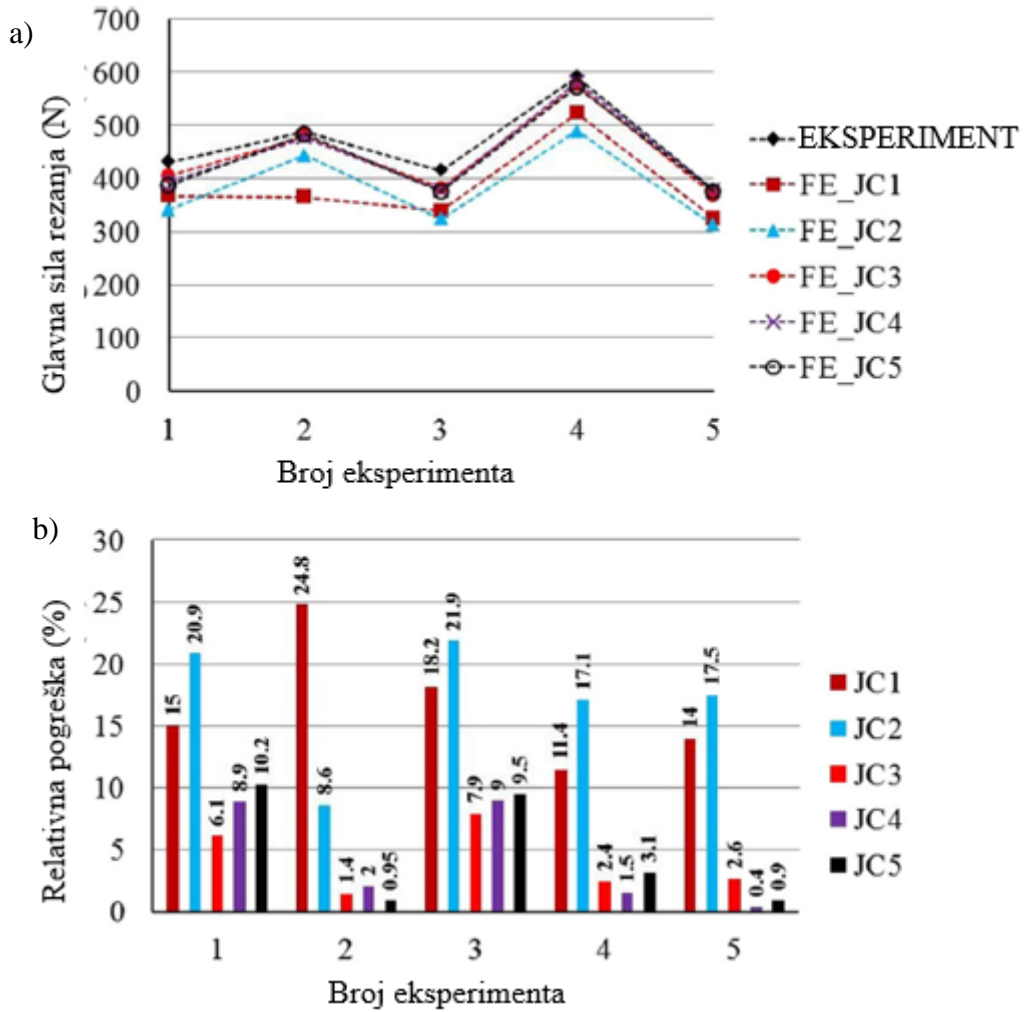 a)
Glavna sila rezanja (N)
700
600
500
400
300
200
100
0
1 2 3 4 5
Broj eksperimenta
EKSPERIMENT
FE_JC1
FE_JC2
FE_JC3
FE_JC4
FE_JC5
b)
Relativna pogreška (%)
30
25
20
15
10
5
0
15 20.9 6.1 8.9 10.2
24.8 8.6 1.4 2 0.95
18.2 21.9 7.9 9 9.5
11.4 17.1 2.4 1.5 3.1
14 17.5 2.6 0.4 0.9
1 2 3 4 5
Broj eksperimenta
JC1
JC2
JC3
JC4
JC5